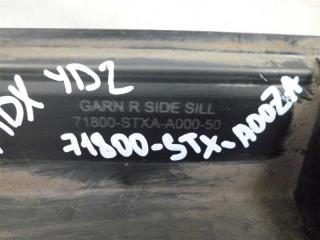 MDX YD2
GARN R SIDE SILL
71800-STXA-A000-50
71800-STX-A00ZA